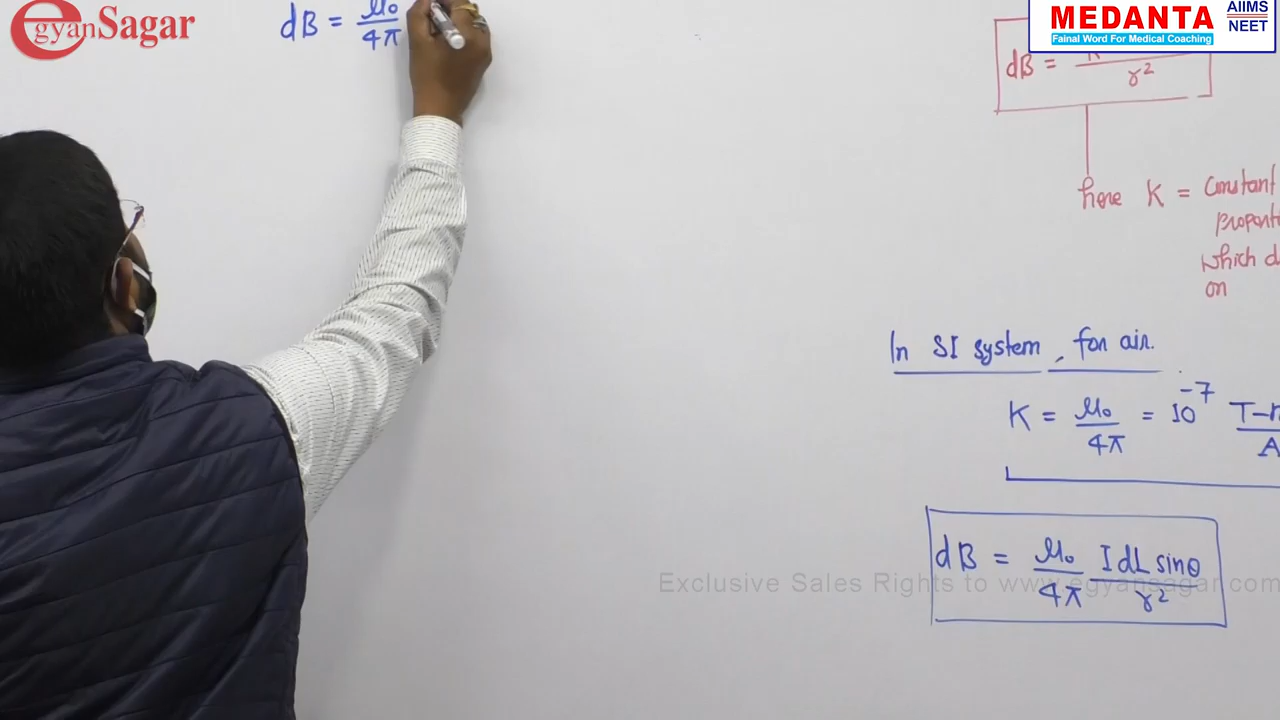 egyanSagar
MEDANTA
Fainal Word For Medical Coaching
AIIMS
NEET
dB = μ₀/4π
dB = r²
here K = Constant
which
on
In SI system, for air.
K = μ₀/4π = 10⁻⁷
A
dB = μ₀/4π I dL sinθ/r²
Exclusive Sales Rights to www.egyansagar.com